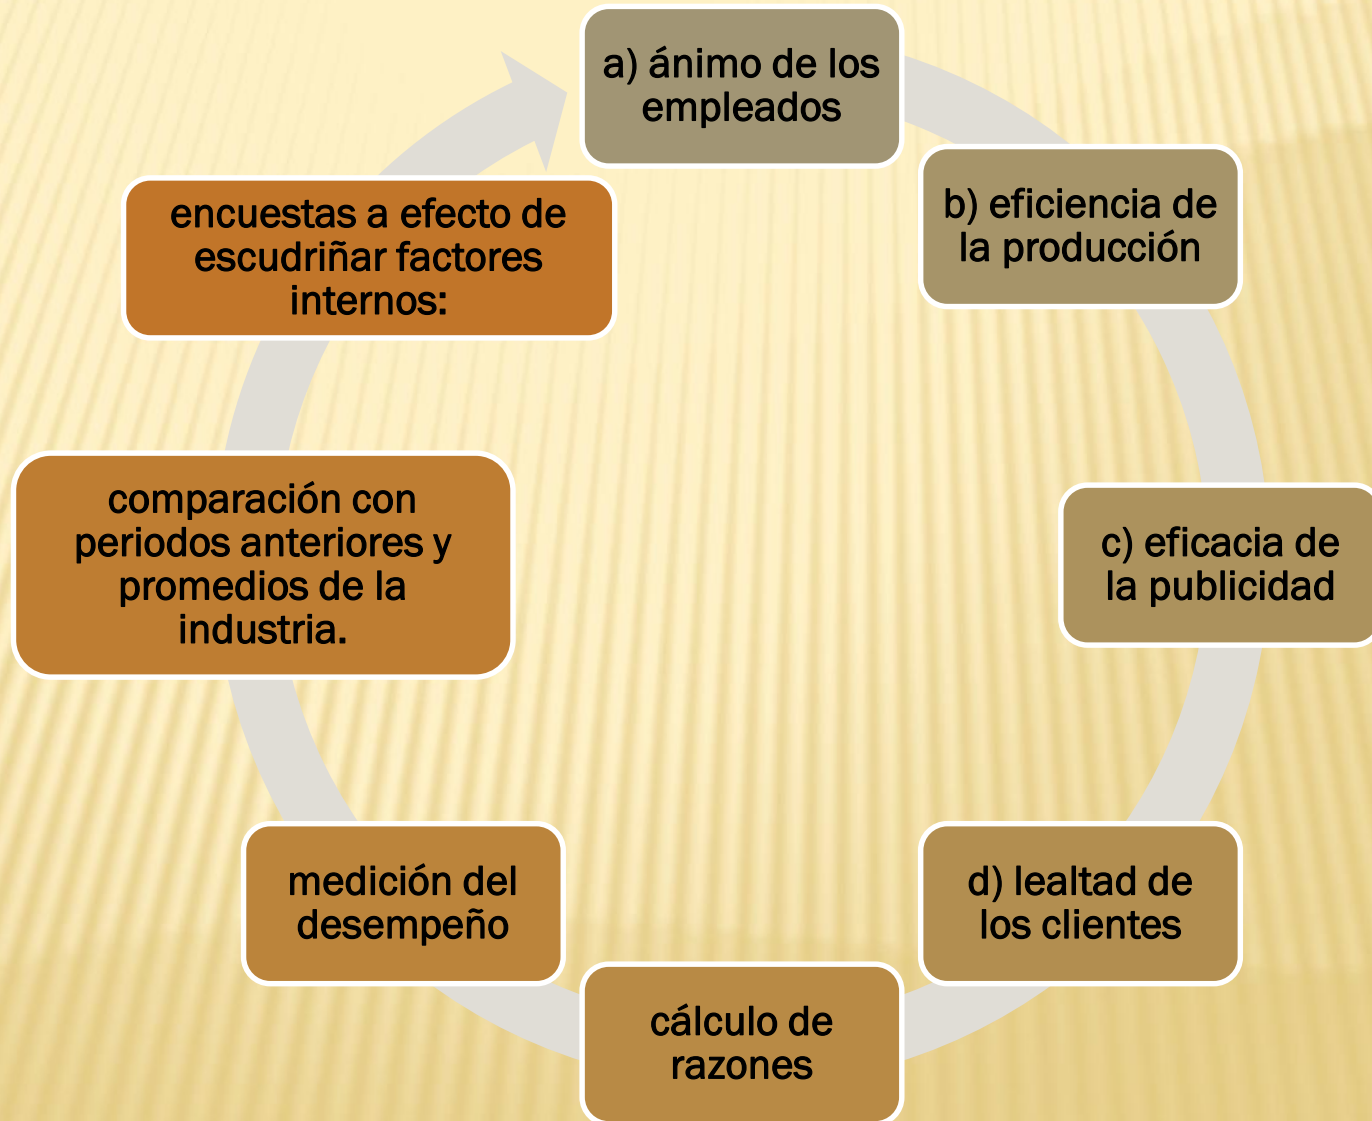 a) ánimo de los
empleados
b) eficiencia de
la producción
c) eficacia de
la publicidad
d) lealtad de
los clientes
cálculo de
razones
medición del
desempeño
comparación con
periodos anteriores y
promedios de la
industria.
encuestas a efecto de
escudriñar factores
internos: